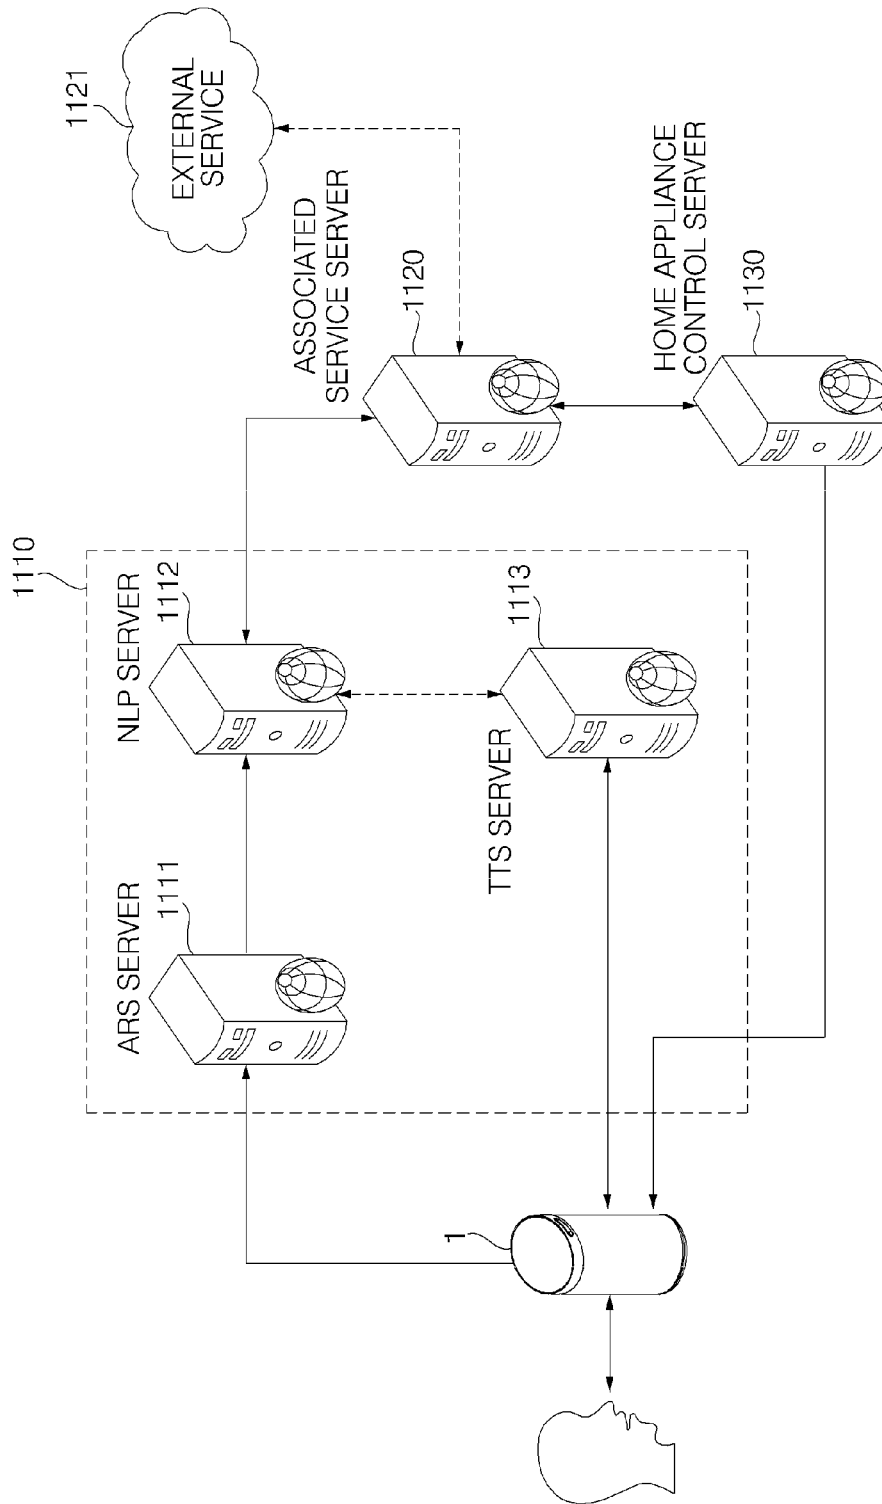 1110
ARS SERVER
1111
NLP SERVER
1112
TTS SERVER
1113
ASSOCIATED
SERVICE SERVER
1120
EXTERNAL
SERVICE
1121
HOME APPLIANCE
CONTROL SERVER
1130
1